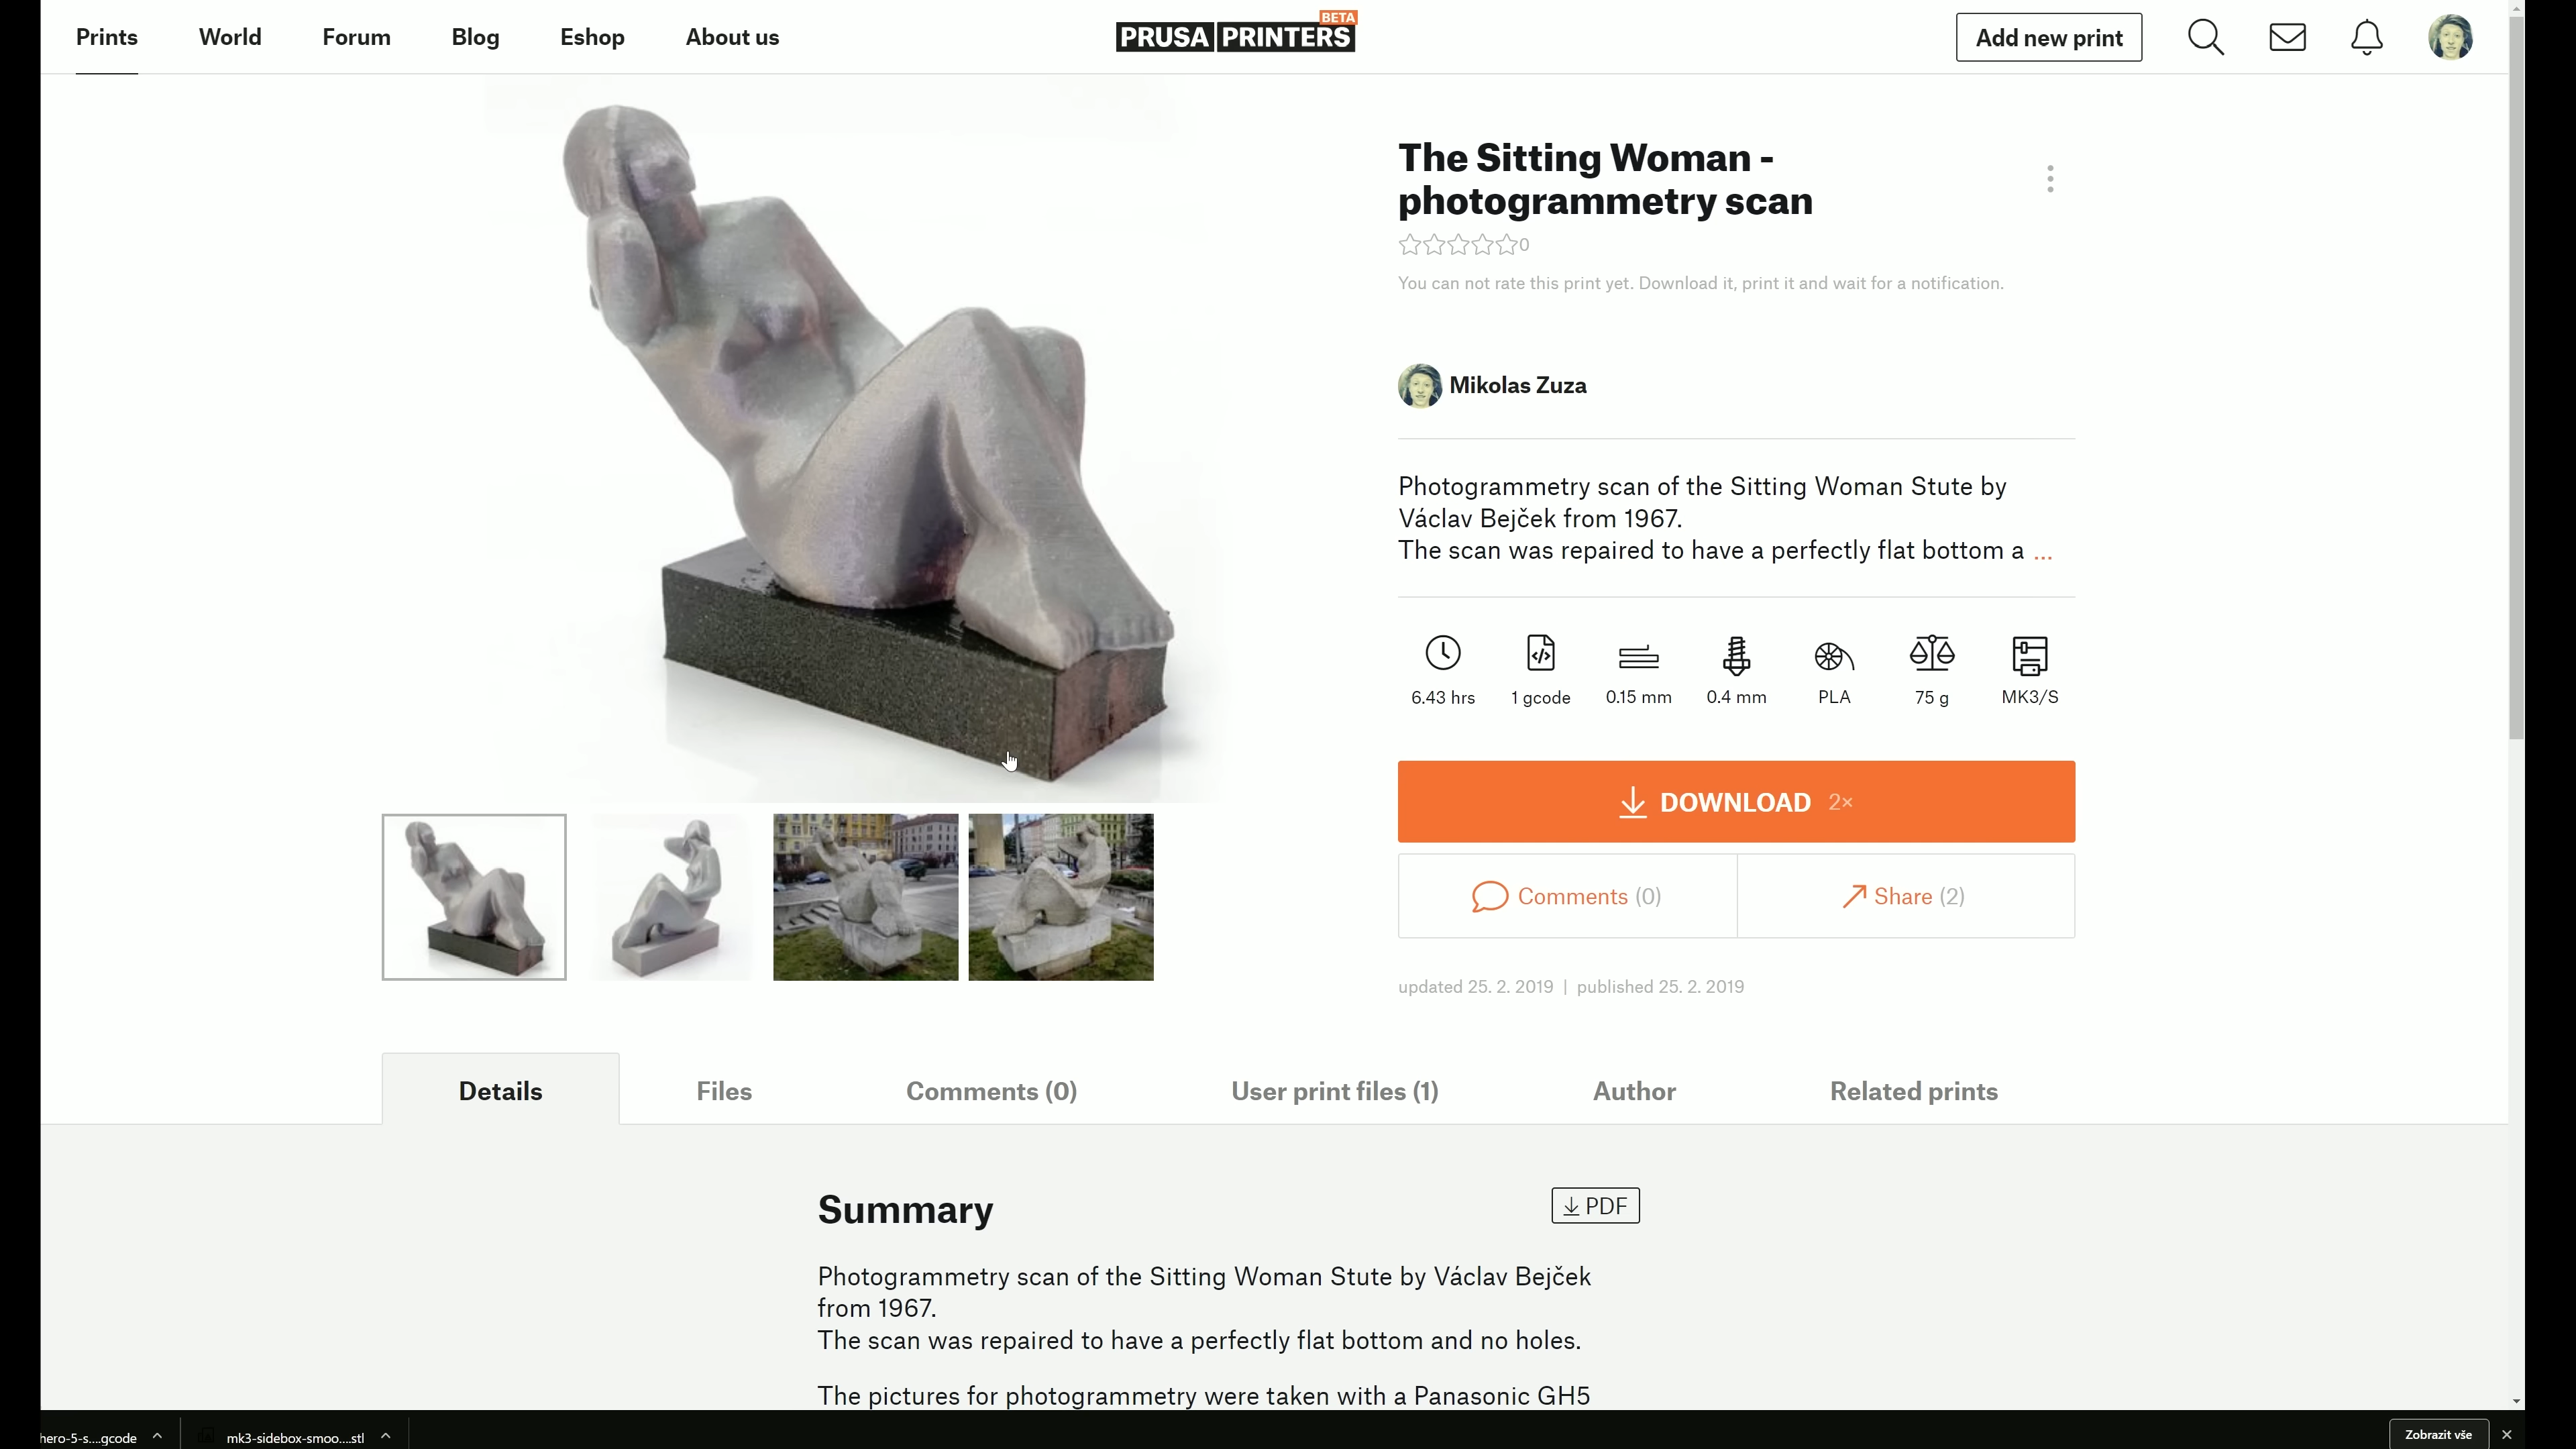 Prints
World
Forum
Blog
Eshop
About us
PRUSA PRINTERS
BETA
Add new print
The Sitting Woman -
photogrammetry scan
0
You can not rate this print yet. Download it, print it and wait for a notification.
Mikolas Zuza
Photogrammetry scan of the Sitting Woman Stute by
Václav Bejček from 1967.
The scan was repaired to have a perfectly flat bottom a ...
6.43 hrs
1 gcode
0.15 mm
0.4 mm
PLA
75 g
MK3/S
DOWNLOAD 2×
Comments (0)
Share (2)
updated 25. 2. 2019 | published 25. 2. 2019
Details
Files
Comments (0)
User print files (1)
Author
Related prints
Summary
PDF
Photogrammetry scan of the Sitting Woman Stute by Václav Bejček
from 1967.
The scan was repaired to have a perfectly flat bottom and no holes.
The pictures for photogrammetry were taken with a Panasonic GH5
hero-5-s....gcode
mk3-sidebox-smoo....stl
Zobrazit vše